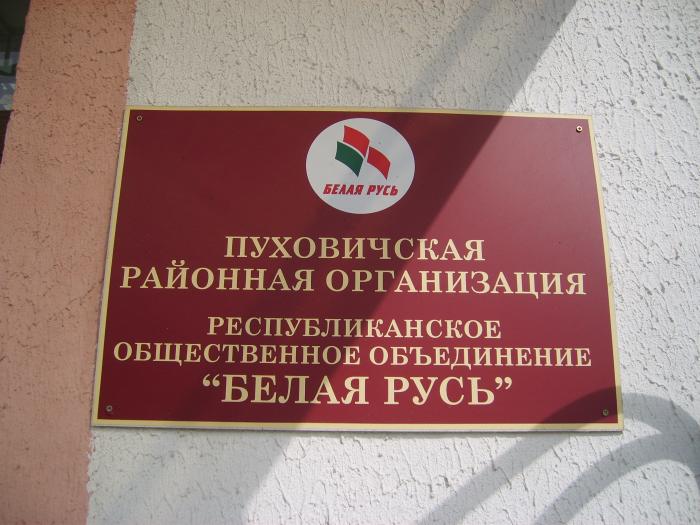 БЕЛАЯ РУСЬ
ПУХОВИЧСКАЯ
РАЙОННАЯ ОРГАНИЗАЦИЯ
РЕСПУБЛИКАНСКОЕ
ОБЩЕСТВЕННОЕ ОБЪЕДИНЕНИЕ
“БЕЛАЯ РУСЬ”